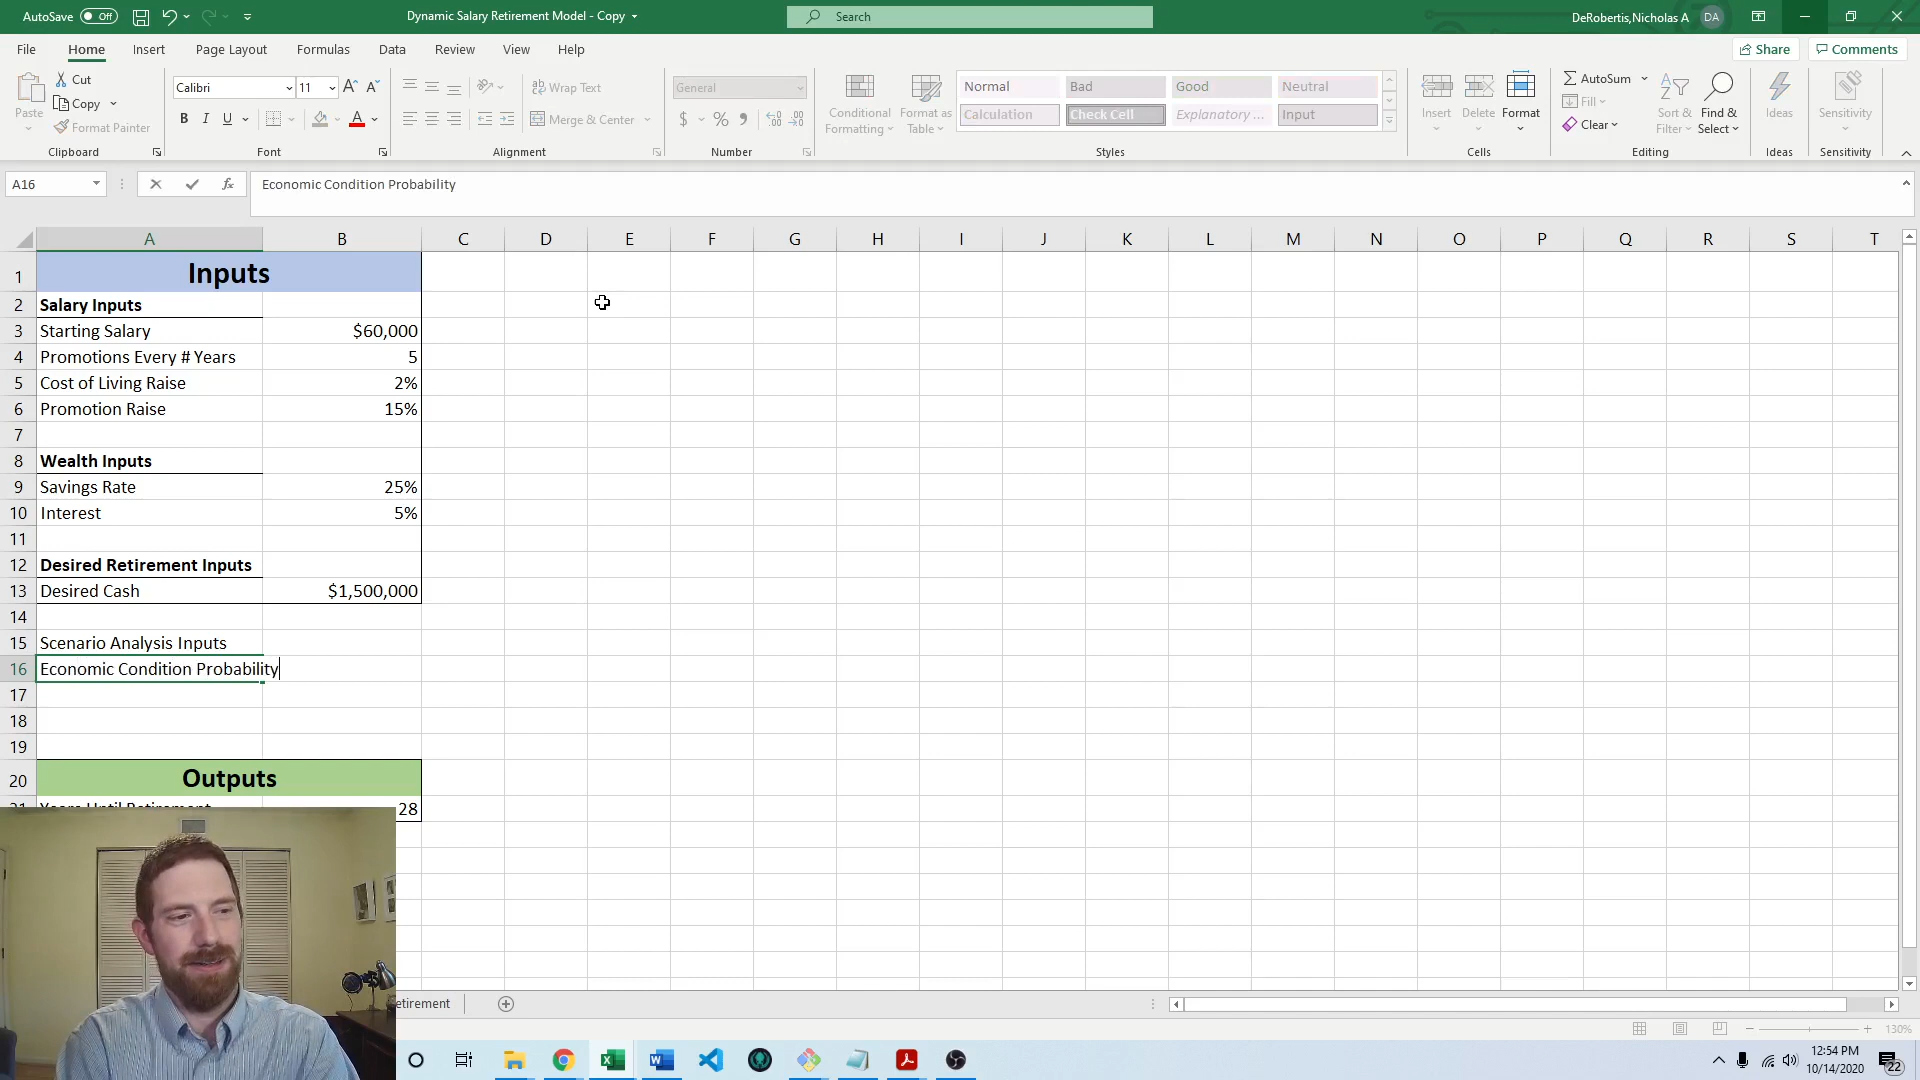 AutoSave Off
Dynamic Salary Retirement Model - Copy
Search
DeRobertis,Nicholas A DA
File Home Insert Page Layout Formulas Data Review View Help
Share Comments
Paste
Cut
Copy
Format Painter
Clipboard
Calibri 11
A A
B I U A
Font
Wrap Text
Merge & Center
Alignment
General
$ % ,
Number
Conditional Formatting
Format as Table
Normal Bad Good Neutral
Calculation Check Cell Explanatory ... Input
Styles
Insert Delete Format
Cells
AutoSum
Fill
Clear
Sort & Filter
Find & Select
Editing
Ideas
Ideas
Sensitivity
Sensitivity
A16 fx Economic Condition Probability
A B C D E F G H I J K L M N O P Q R S T
1 Inputs
2 Salary Inputs
3 Starting Salary $60,000
4 Promotions Every # Years 5
5 Cost of Living Raise 2%
6 Promotion Raise 15%
7
8 Wealth Inputs
9 Savings Rate 25%
10 Interest 5%
11
12 Desired Retirement Inputs
13 Desired Cash $1,500,000
14
15 Scenario Analysis Inputs
16 Economic Condition Probability
17
18
19
20 Outputs
21 Years Until Retirement 28
etirement
130%
12:54 PM
10/14/2020
22